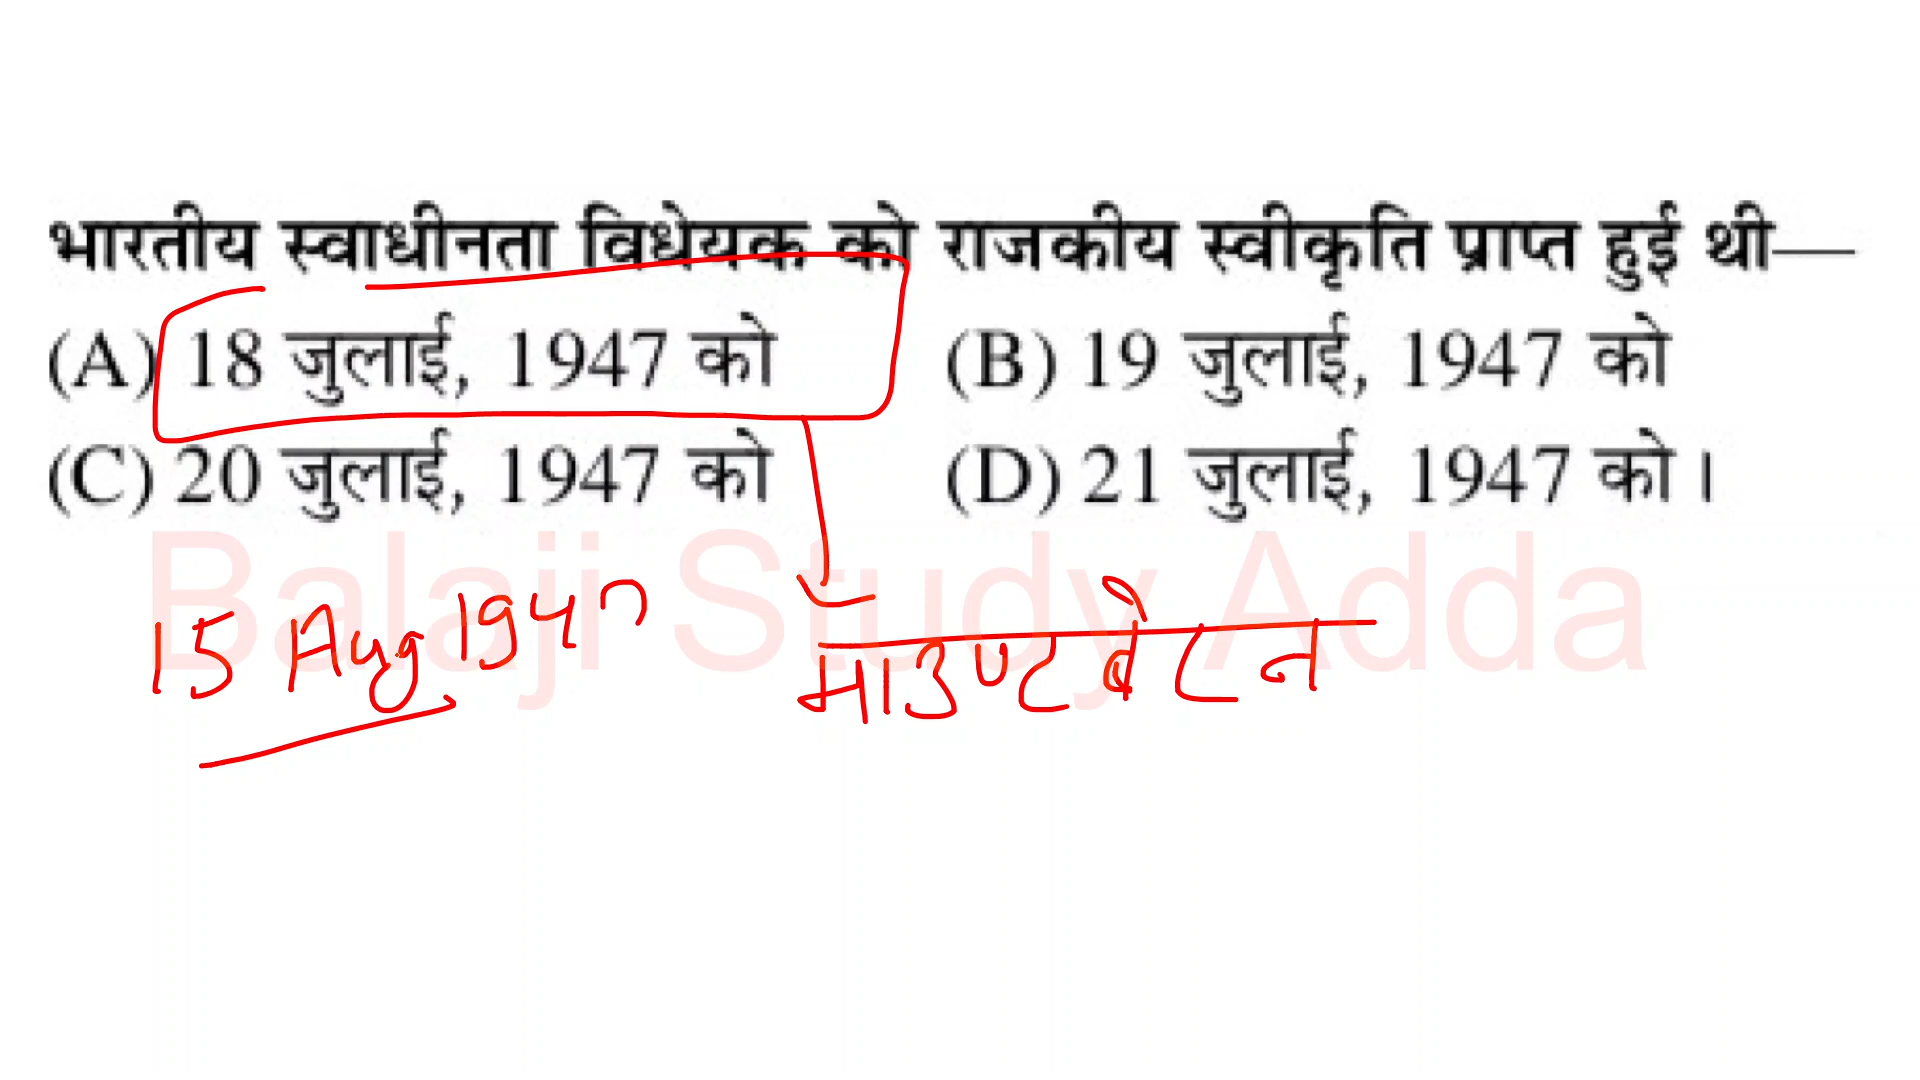 भारतीय स्वाधीनता विधेयक को राजकीय स्वीकृति प्राप्त हुई थी—
(A) 18 जुलाई, 1947 को (B) 19 जुलाई, 1947 को
(C) 20 जुलाई, 1947 को (D) 21 जुलाई, 1947 को।
Balaji Study Adda
15 Aug 1947 माउण्टबेटन